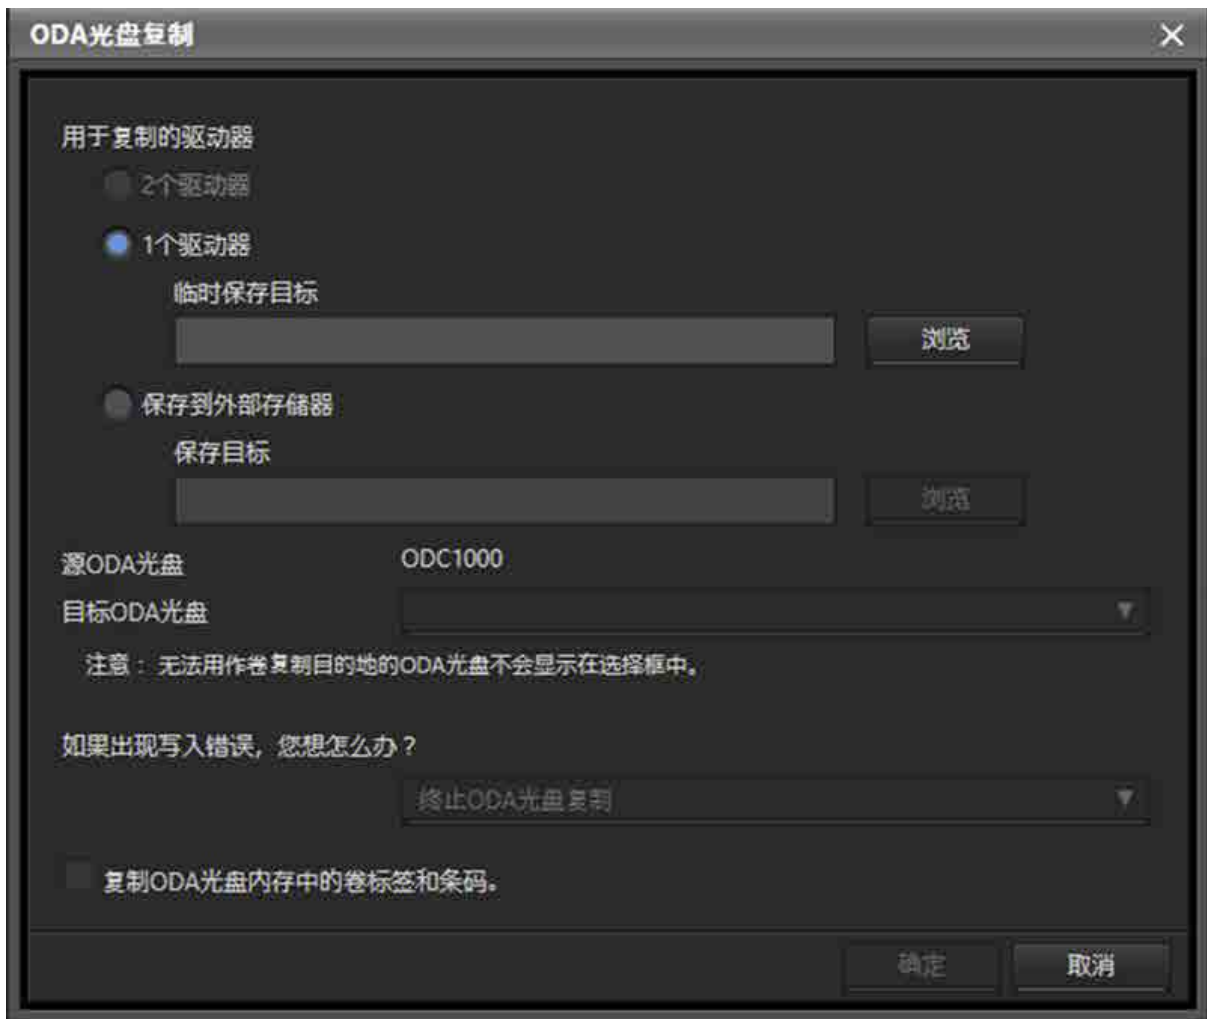 ODA光盘复制
用于复制的驱动器
2个驱动器
1个驱动器
临时保存目标
浏览
保存到外部存储器
保存目标
浏览
源ODA光盘 ODC1000
目标ODA光盘
注意：无法用作卷复制目的地的ODA光盘不会显示在选择框中。
如果出现写入错误，您想怎么办？
终止ODA光盘复制
复制ODA光盘内存中的卷标签和条码。
确定 取消